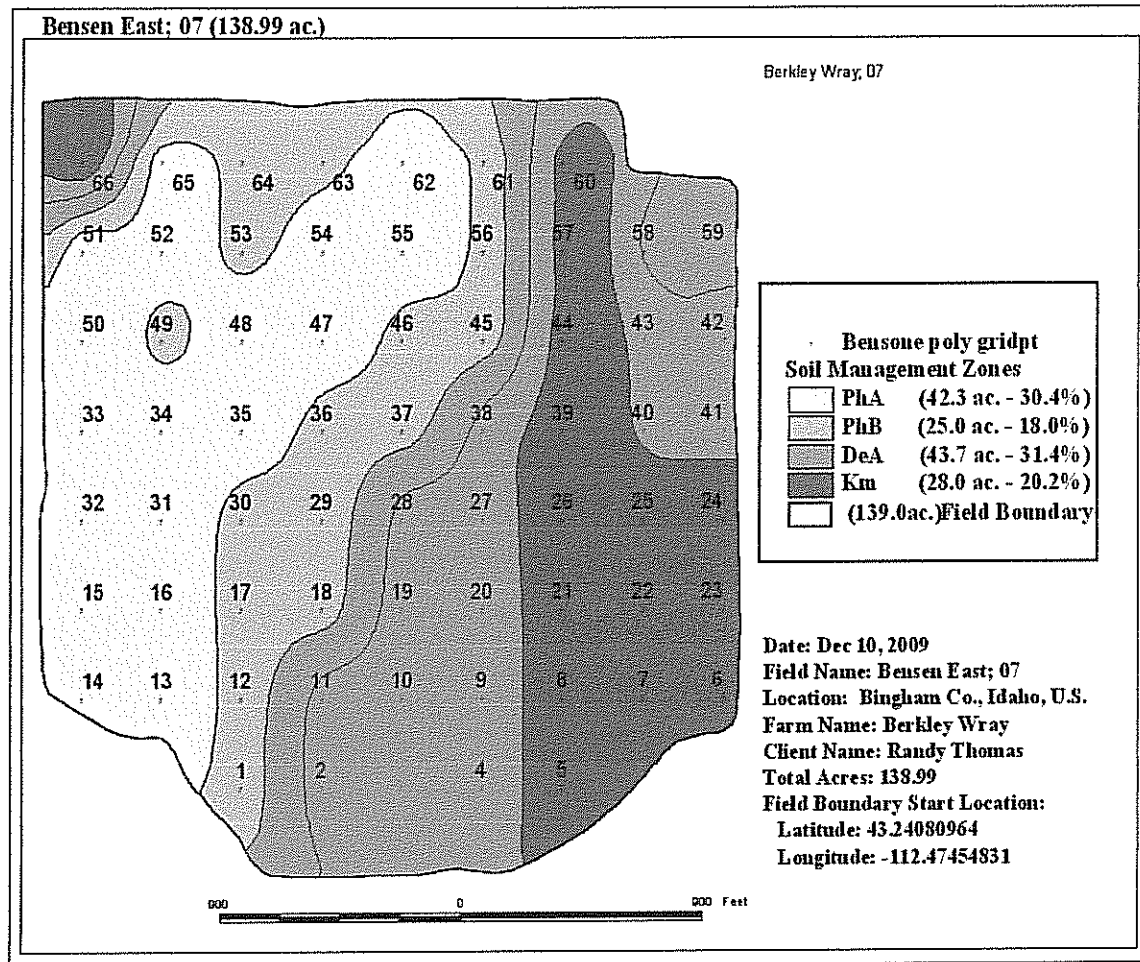 Bensen East; 07 (138.99 ac.)
Berkley Wray; 07
66 65 64 63 62 61 60
51 52 53 54 55 56 57 58 59
50 49 48 47 46 45 44 43 42
33 34 35 36 37 38 39 40 41
32 31 30 29 28 27 26 25 24
15 16 17 18 19 20 21 22 23
14 13 12 11 10 9 8 7 6
1 2 4 5
Bensone poly gridpt
Soil Management Zones
PhA (42.3 ac. - 30.4%)
PhB (25.0 ac. - 18.0%)
DeA (43.7 ac. - 31.4%)
Km (28.0 ac. - 20.2%)
(139.0ac.)Field Boundary
Date: Dec 10, 2009
Field Name: Bensen East; 07
Location: Bingham Co., Idaho, U.S.
Farm Name: Berkley Wray
Client Name: Randy Thomas
Total Acres: 138.99
Field Boundary Start Location:
Latitude: 43.24080964
Longitude: -112.47454831
900 0 900 Feet